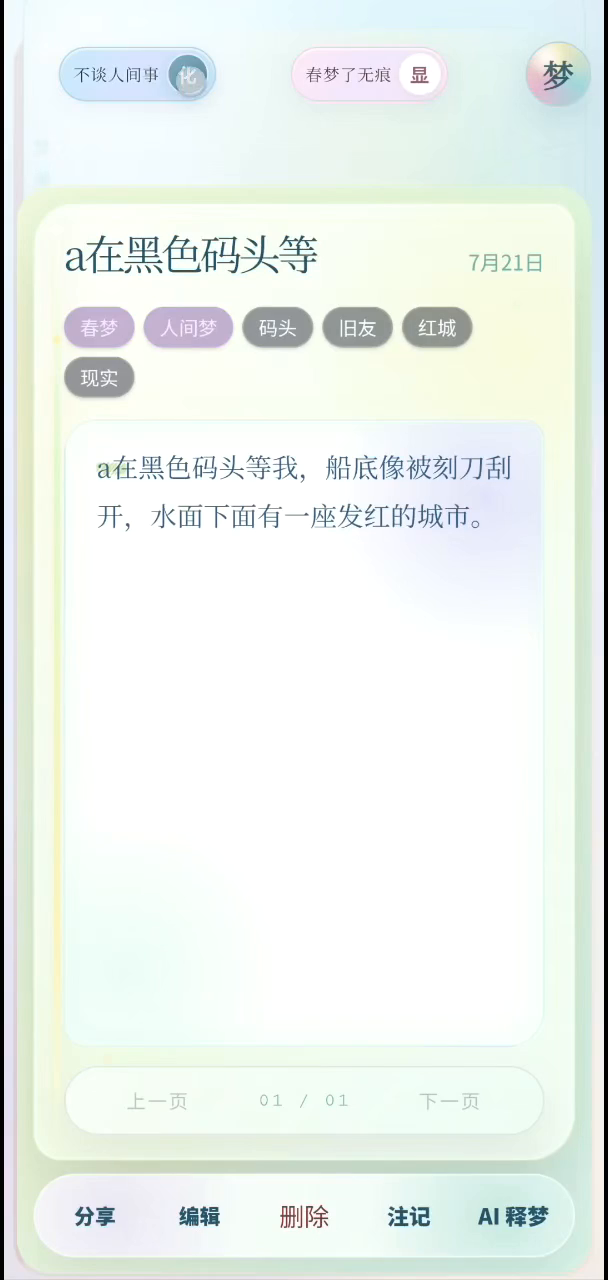 不谈人间事 化
春梦了无痕 显
梦
a在黑色码头等
7月21日
春梦 人间梦 码头 旧友 红城
现实
a在黑色码头等我，船底像被刻刀刮
开，水面下面有一座发红的城市。
上一页 01 / 01 下一页
分享 编辑 删除 注记 AI 释梦